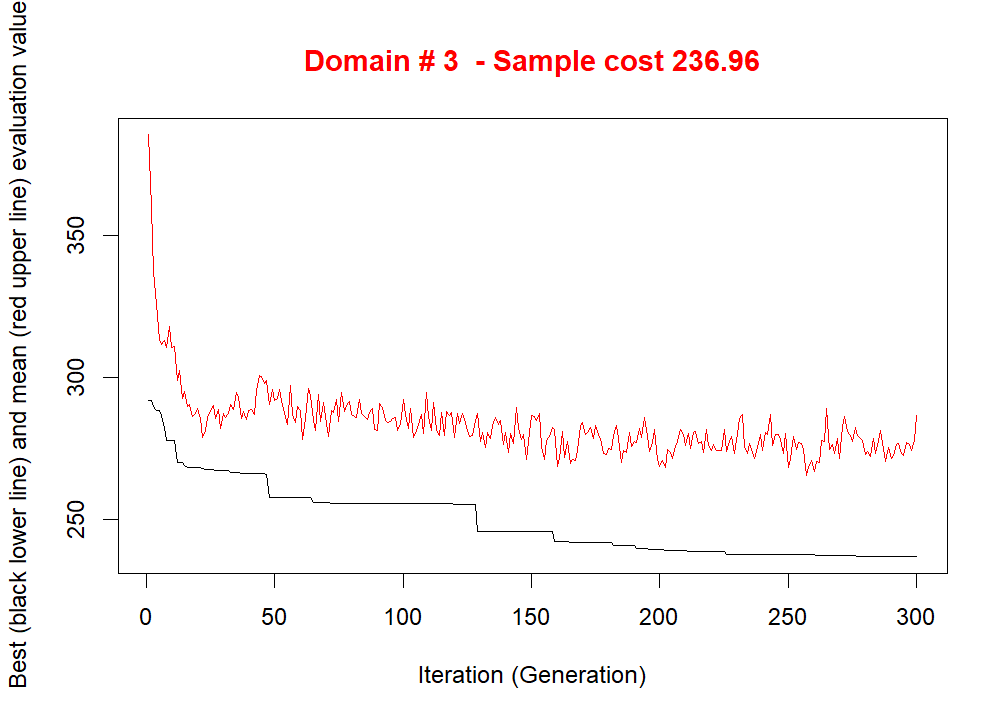 Domain # 3  - Sample cost 236.96
Best (black lower line) and mean (red upper line) evaluation value
350
300
250
0 50 100 150 200 250 300
Iteration (Generation)